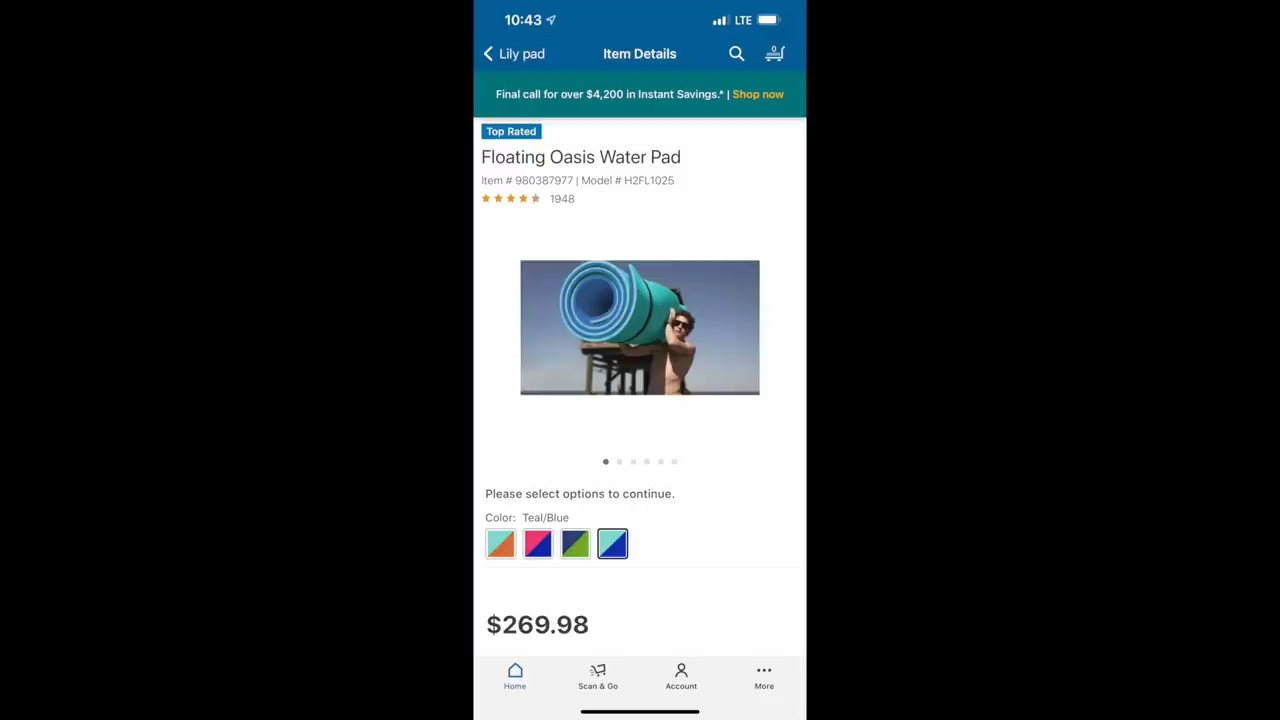 10:43
LTE
Lily pad
Item Details
0
Final call for over $4,200 in Instant Savings.* | Shop now
Top Rated
Floating Oasis Water Pad
Item # 980387977 | Model # H2FL1025
1948
Please select options to continue.
Color: Teal/Blue
$269.98
Home
Scan & Go
Account
More